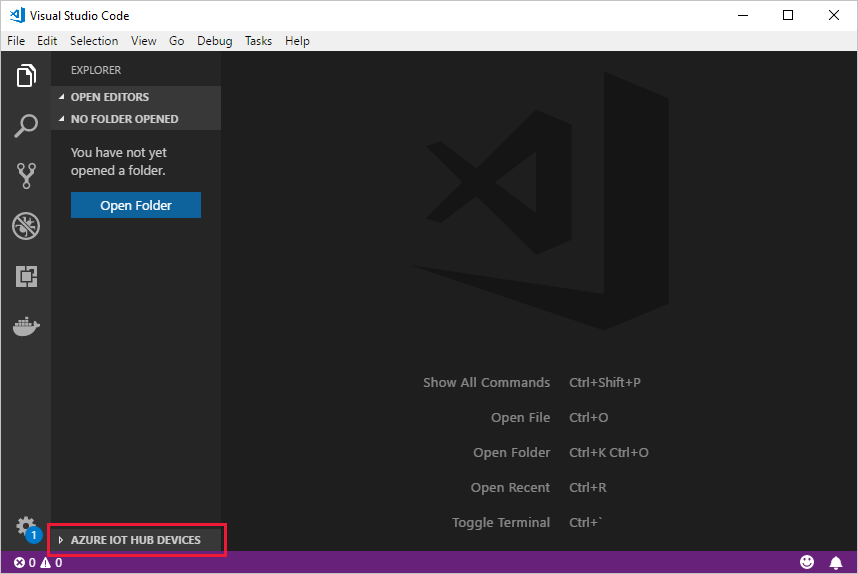 Visual Studio Code
File Edit Selection View Go Debug Tasks Help
EXPLORER
OPEN EDITORS
NO FOLDER OPENED
You have not yet
opened a folder.
Open Folder
Show All Commands Ctrl+Shift+P
Open File Ctrl+O
Open Folder Ctrl+K Ctrl+O
Open Recent Ctrl+R
Toggle Terminal Ctrl+`
1
AZURE IOT HUB DEVICES
0 0